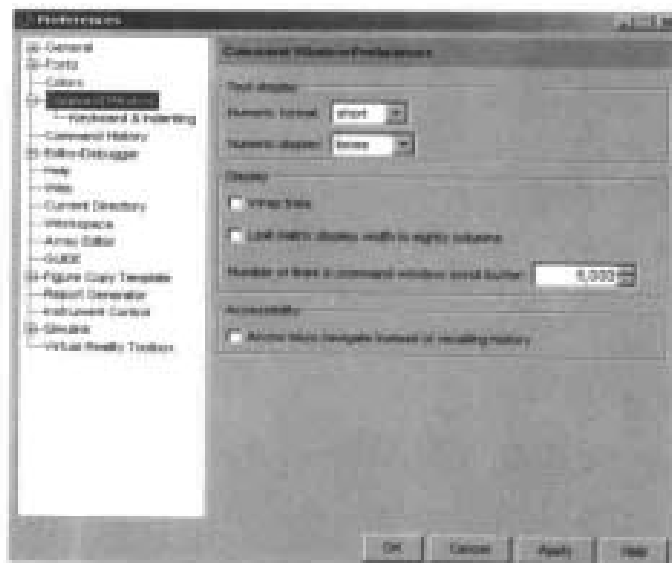 Preferences
General
Fonts
Colors
Command Window
Keyboard & Indenting
Command History
Editor/Debugger
Help
Web
Current Directory
Workspace
Array Editor
GUIDE
Figure Copy Template
Report Generator
Instrument Control
Simulink
Virtual Reality Toolbox
Command Window Preferences
Text display
Numeric format: short
Numeric display: loose
Display
Wrap lines
Limit matrix display width to eighty columns
Number of lines in command window scroll buffer: 5,000
Accessibility
Arrow keys navigate instead of recalling history
OK
Cancel
Apply
Help